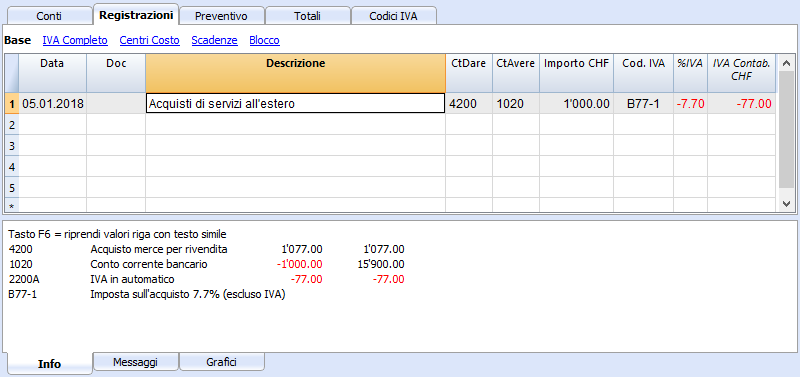 Conti Registrazioni Preventivo Totali Codici IVA
Base IVA Completo Centri Costo Scadenze Blocco
Data Doc Descrizione CtDare CtAvere Importo CHF Cod. IVA %IVA IVA Contab. CHF
1 05.01.2018 Acquisti di servizi all'estero 4200 1020 1'000.00 B77-1 -7.70 -77.00
2
3
4
5
*
Tasto F6 = riprendi valori riga con testo simile
4200 Acquisto merce per rivendita 1'077.00 1'077.00
1020 Conto corrente bancario -1'000.00 15'900.00
2200A IVA in automatico -77.00 -77.00
B77-1 Imposta sull'acquisto 7.7% (escluso IVA)
Info Messaggi Grafici